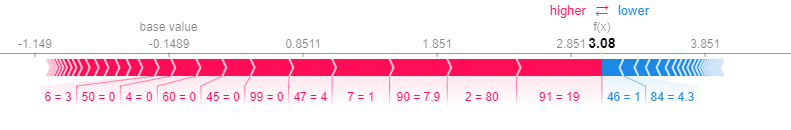 higher ⇄ lower
base value f(x)
-1.149 -0.1489 0.8511 1.851 2.851 3.08 3.851
6 = 3 50 = 0 4 = 0 60 = 0 45 = 0 99 = 0 47 = 4 7 = 1 90 = 7.9 2 = 80 91 = 19 46 = 1 84 = 4.3